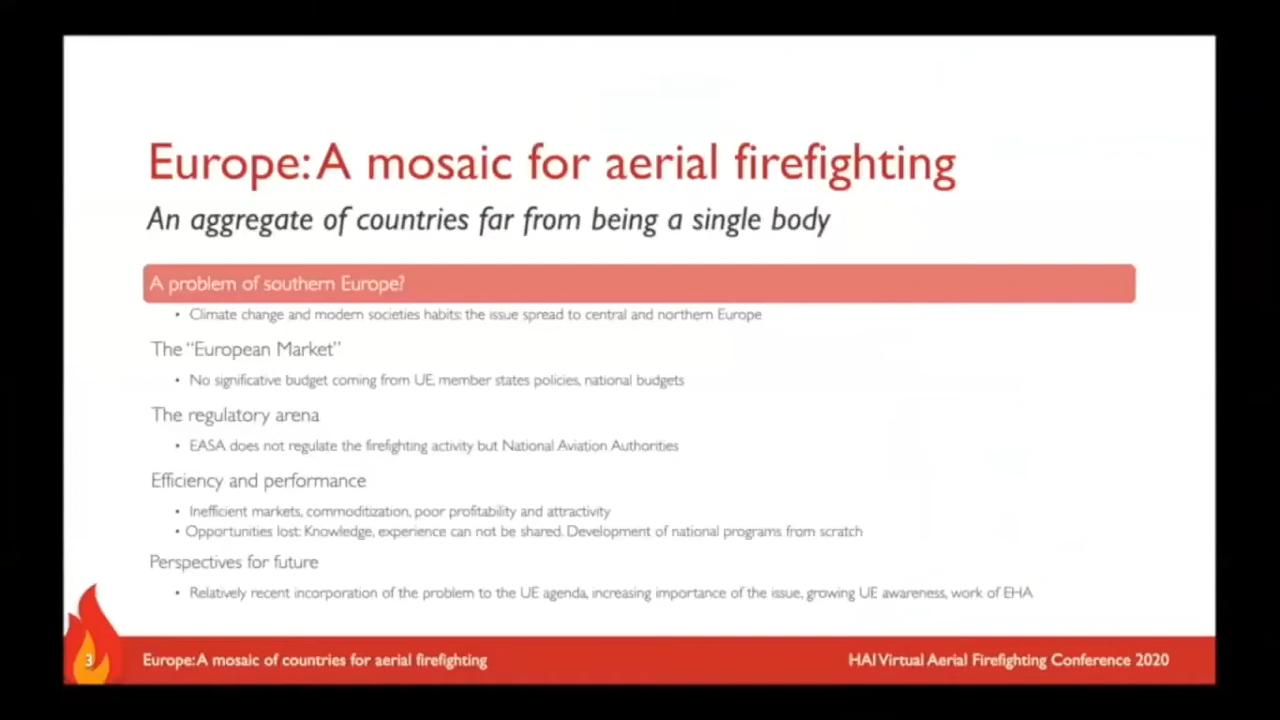 Europe: A mosaic for aerial firefighting
An aggregate of countries far from being a single body
A problem of southern Europe?
• Climate change and modern societies habits: the issue spread to central and northern Europe
The “European Market”
• No significative budget coming from UE, member states policies, national budgets
The regulatory arena
• EASA does not regulate the firefighting activity but National Aviation Authorities
Efficiency and performance
• Inefficient markets, commoditization, poor profitability and attractivity
• Opportunities lost: Knowledge, experience can not be shared. Development of national programs from scratch
Perspectives for future
• Relatively recent incorporation of the problem to the UE agenda, increasing importance of the issue, growing UE awareness, work of EHA
3
Europe: A mosaic of countries for aerial firefighting
HAI Virtual Aerial Firefighting Conference 2020